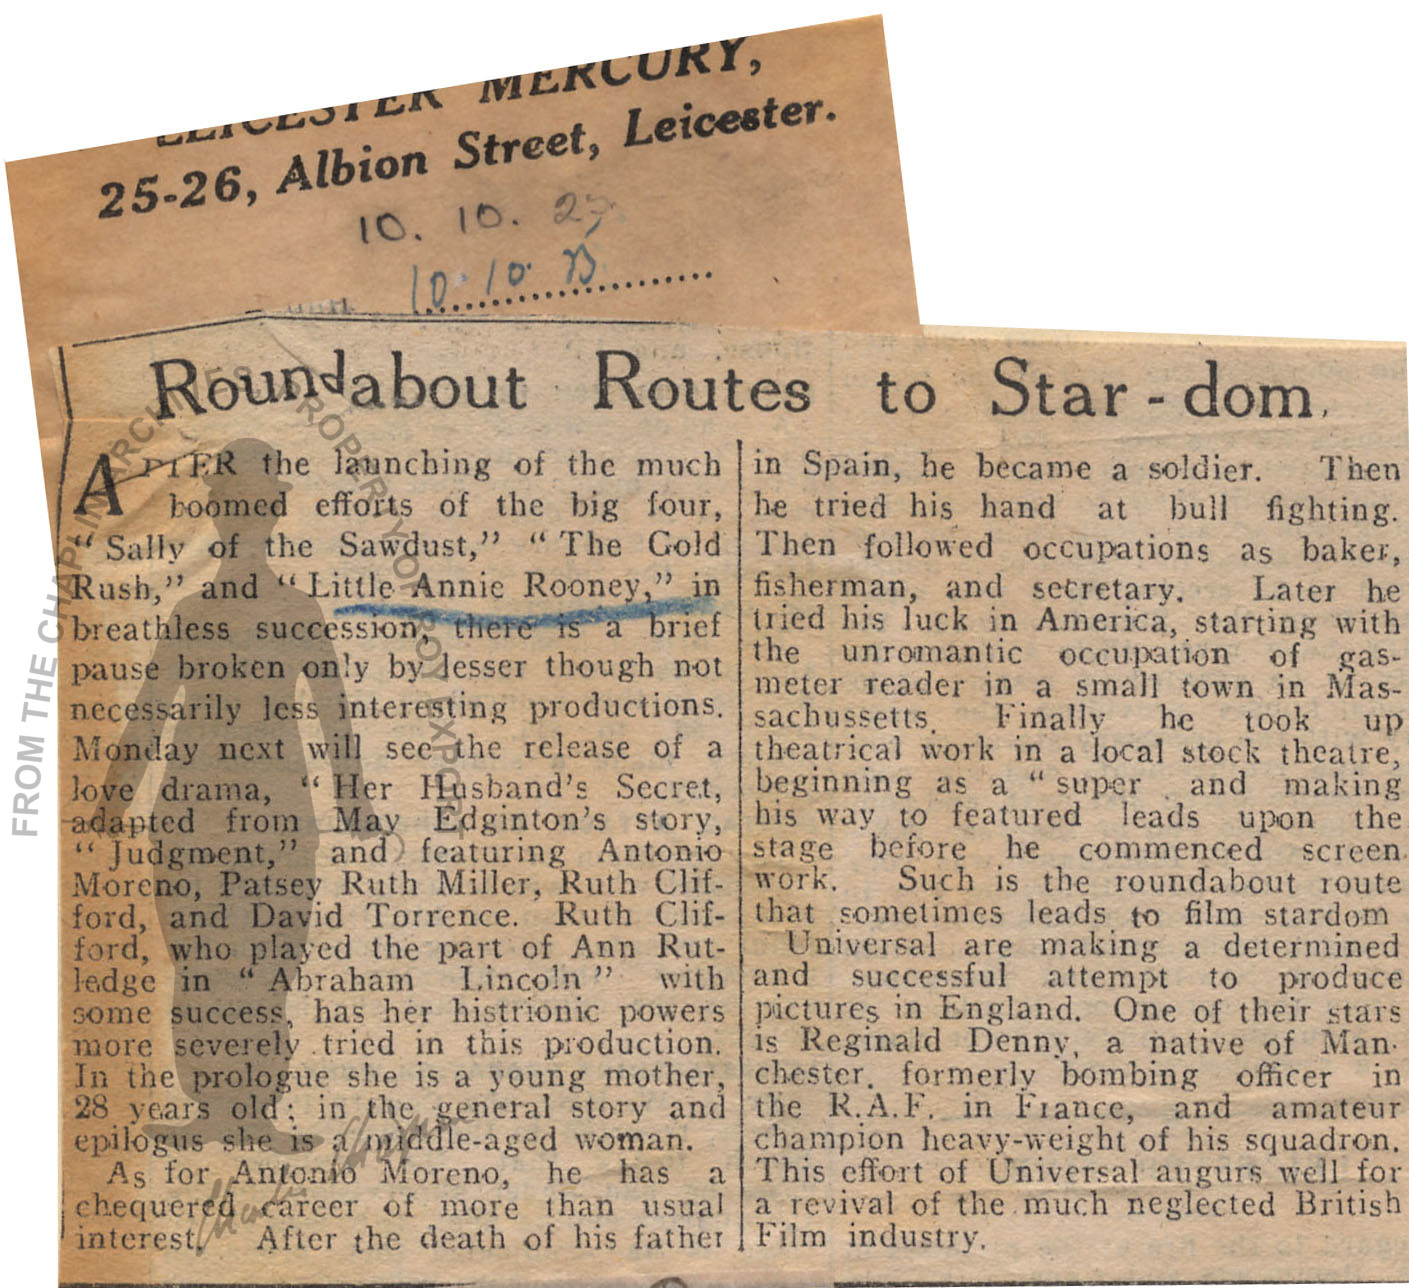 LEICESTER MERCURY,
25-26, Albion Street, Leicester.
10. 10. 25
10.10.25
Roundabout Routes to Star-dom.
AFTER the launching of the much
boomed efforts of the big four,
“Sally of the Sawdust,” “The Gold
Rush,” and “Little Annie Rooney,” in
breathless succession, there is a brief
pause broken only by lesser though not
necessarily less interesting productions.
Monday next will see the release of a
love drama, “Her Husband's Secret,
adapted from May Edginton's story,
“Judgment,” and featuring Antonio
Moreno, Patsey Ruth Miller, Ruth Clif-
ford, and David Torrence. Ruth Clif-
ford, who played the part of Ann Rut-
ledge in “Abraham Lincoln” with
some success, has her histrionic powers
more severely tried in this production.
In the prologue she is a young mother,
28 years old; in the general story and
epilogus she is a middle-aged woman.
As for Antonio Moreno, he has a
chequered career of more than usual
interest. After the death of his father
in Spain, he became a soldier. Then
he tried his hand at bull fighting.
Then followed occupations as baker,
fisherman, and secretary. Later he
tried his luck in America, starting with
the unromantic occupation of gas-
meter reader in a small town in Mas-
sachussetts. Finally he took up
theatrical work in a local stock theatre,
beginning as a “super and making
his way to featured leads upon the
stage before he commenced screen
work. Such is the roundabout route
that sometimes leads to film stardom
Universal are making a determined
and successful attempt to produce
pictures in England. One of their stars
is Reginald Denny, a native of Man-
chester, formerly bombing officer in
the R.A.F. in France, and amateur
champion heavy-weight of his squadron.
This effort of Universal augurs well for
a revival of the much neglected British
Film industry.
FROM THE CHAPLIN ARCHIVES
PROPERTY OF ROY EXPORT